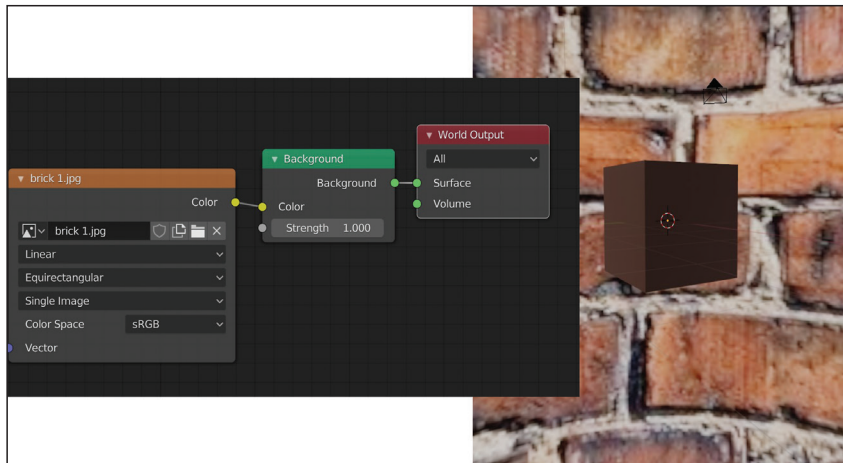 brick 1.jpg
Color
brick 1.jpg
Linear
Equirectangular
Single Image
Color Space sRGB
Vector
Background
Background
Color
Strength 1.000
World Output
All
Surface
Volume